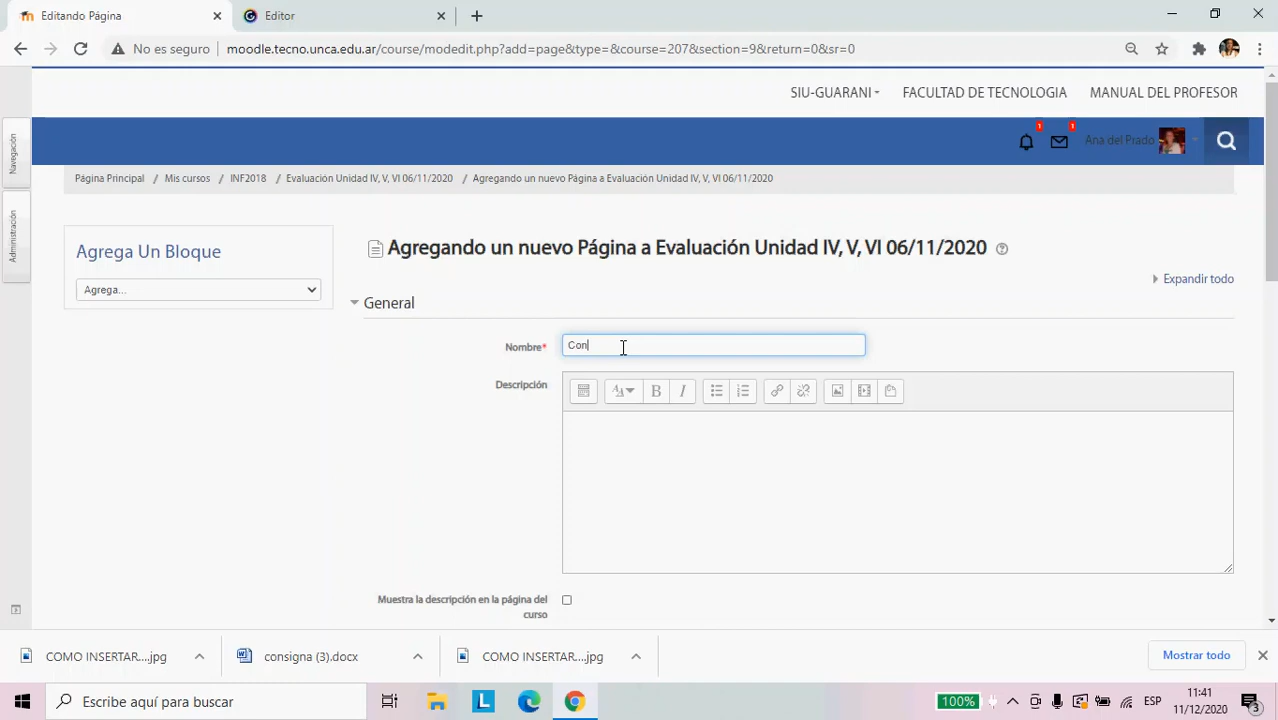 Editando Página
Editor
No es seguro
moodle.tecno.unca.edu.ar/course/modedit.php?add=page&type=&course=207&section=9&return=0&sr=0
SIU-GUARANI
FACULTAD DE TECNOLOGIA
MANUAL DEL PROFESOR
1
1
Ana del Prado
Navegación
Administración
Página Principal / Mis cursos / INF2018 / Evaluación Unidad IV, V, VI 06/11/2020 / Agregando un nuevo Página a Evaluación Unidad IV, V, VI 06/11/2020
Agrega Un Bloque
Agrega...
Agregando un nuevo Página a Evaluación Unidad IV, V, VI 06/11/2020
Expandir todo
General
Nombre*
Con
Descripción
Muestra la descripción en la página del
curso
COMO INSERTAR....jpg
consigna (3).docx
COMO INSERTAR....jpg
Mostrar todo
Escribe aquí para buscar
100%
ESP
11:41
11/12/2020
3